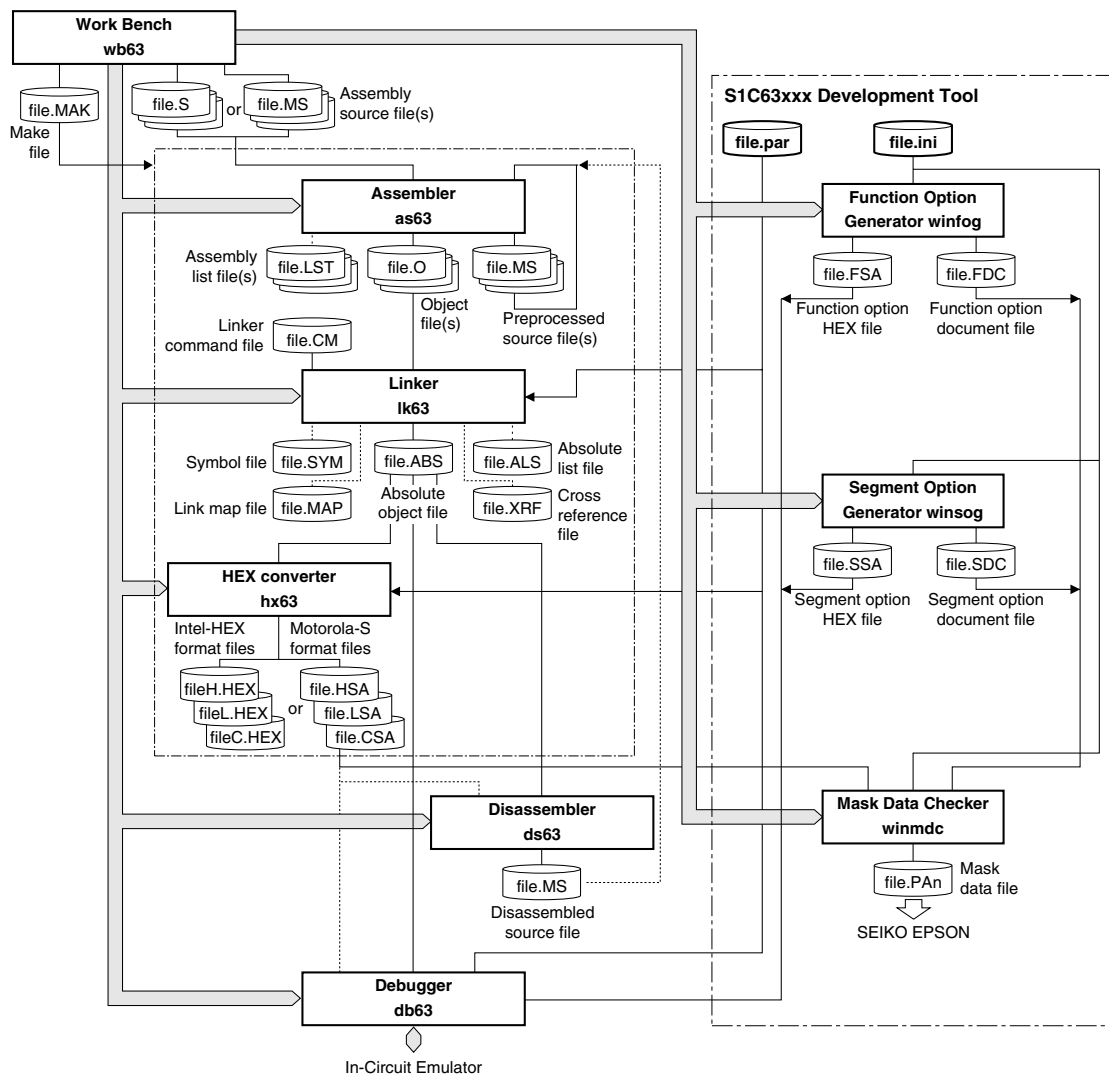 Work Bench
wb63
file.MAK
Make
file
file.S
or
file.MS
Assembly
source file(s)
S1C63xxx Development Tool
file.par
file.ini
Assembler
as63
Function Option
Generator winfog
Assembly
list file(s)
file.LST
file.O
file.MS
Object
file(s)
Preprocessed
source file(s)
file.FSA
file.FDC
Function option
HEX file
Function option
document file
Linker
command file
file.CM
Linker
lk63
Symbol file
file.SYM
file.ABS
file.ALS
Absolute
list file
Link map file
file.MAP
Absolute
object file
file.XRF
Cross
reference
file
Segment Option
Generator winsog
file.SSA
file.SDC
Segment option
HEX file
Segment option
document file
HEX converter
hx63
Intel-HEX
format files
Motorola-S
format files
fileH.HEX
fileL.HEX
fileC.HEX
or
file.HSA
file.LSA
file.CSA
Disassembler
ds63
file.MS
Disassembled
source file
Mask Data Checker
winmdc
file.PAn
Mask
data file
SEIKO EPSON
Debugger
db63
In-Circuit Emulator